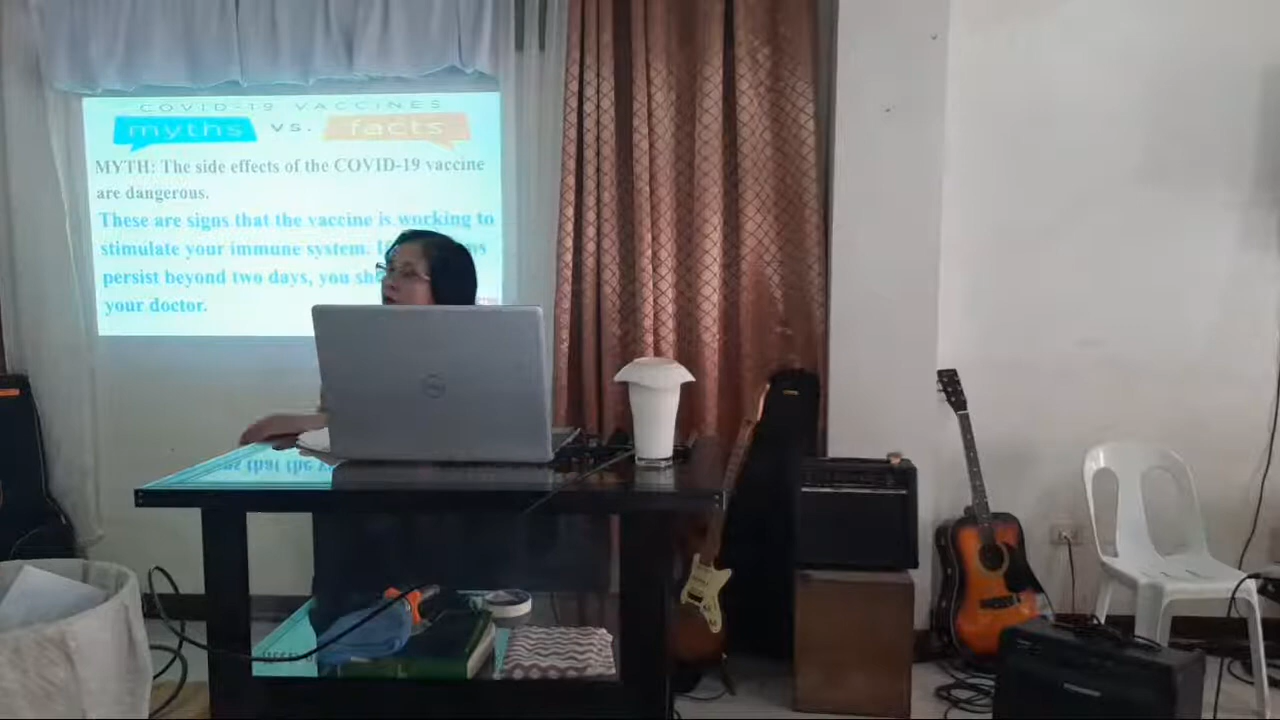 COVID-19 VACCINES
myths vs. facts
MYTH: The side effects of the COVID-19 vaccine
are dangerous.
These are signs that the vaccine is working to
stimulate your immune system.
persist beyond two days, you
your doctor.
DELL